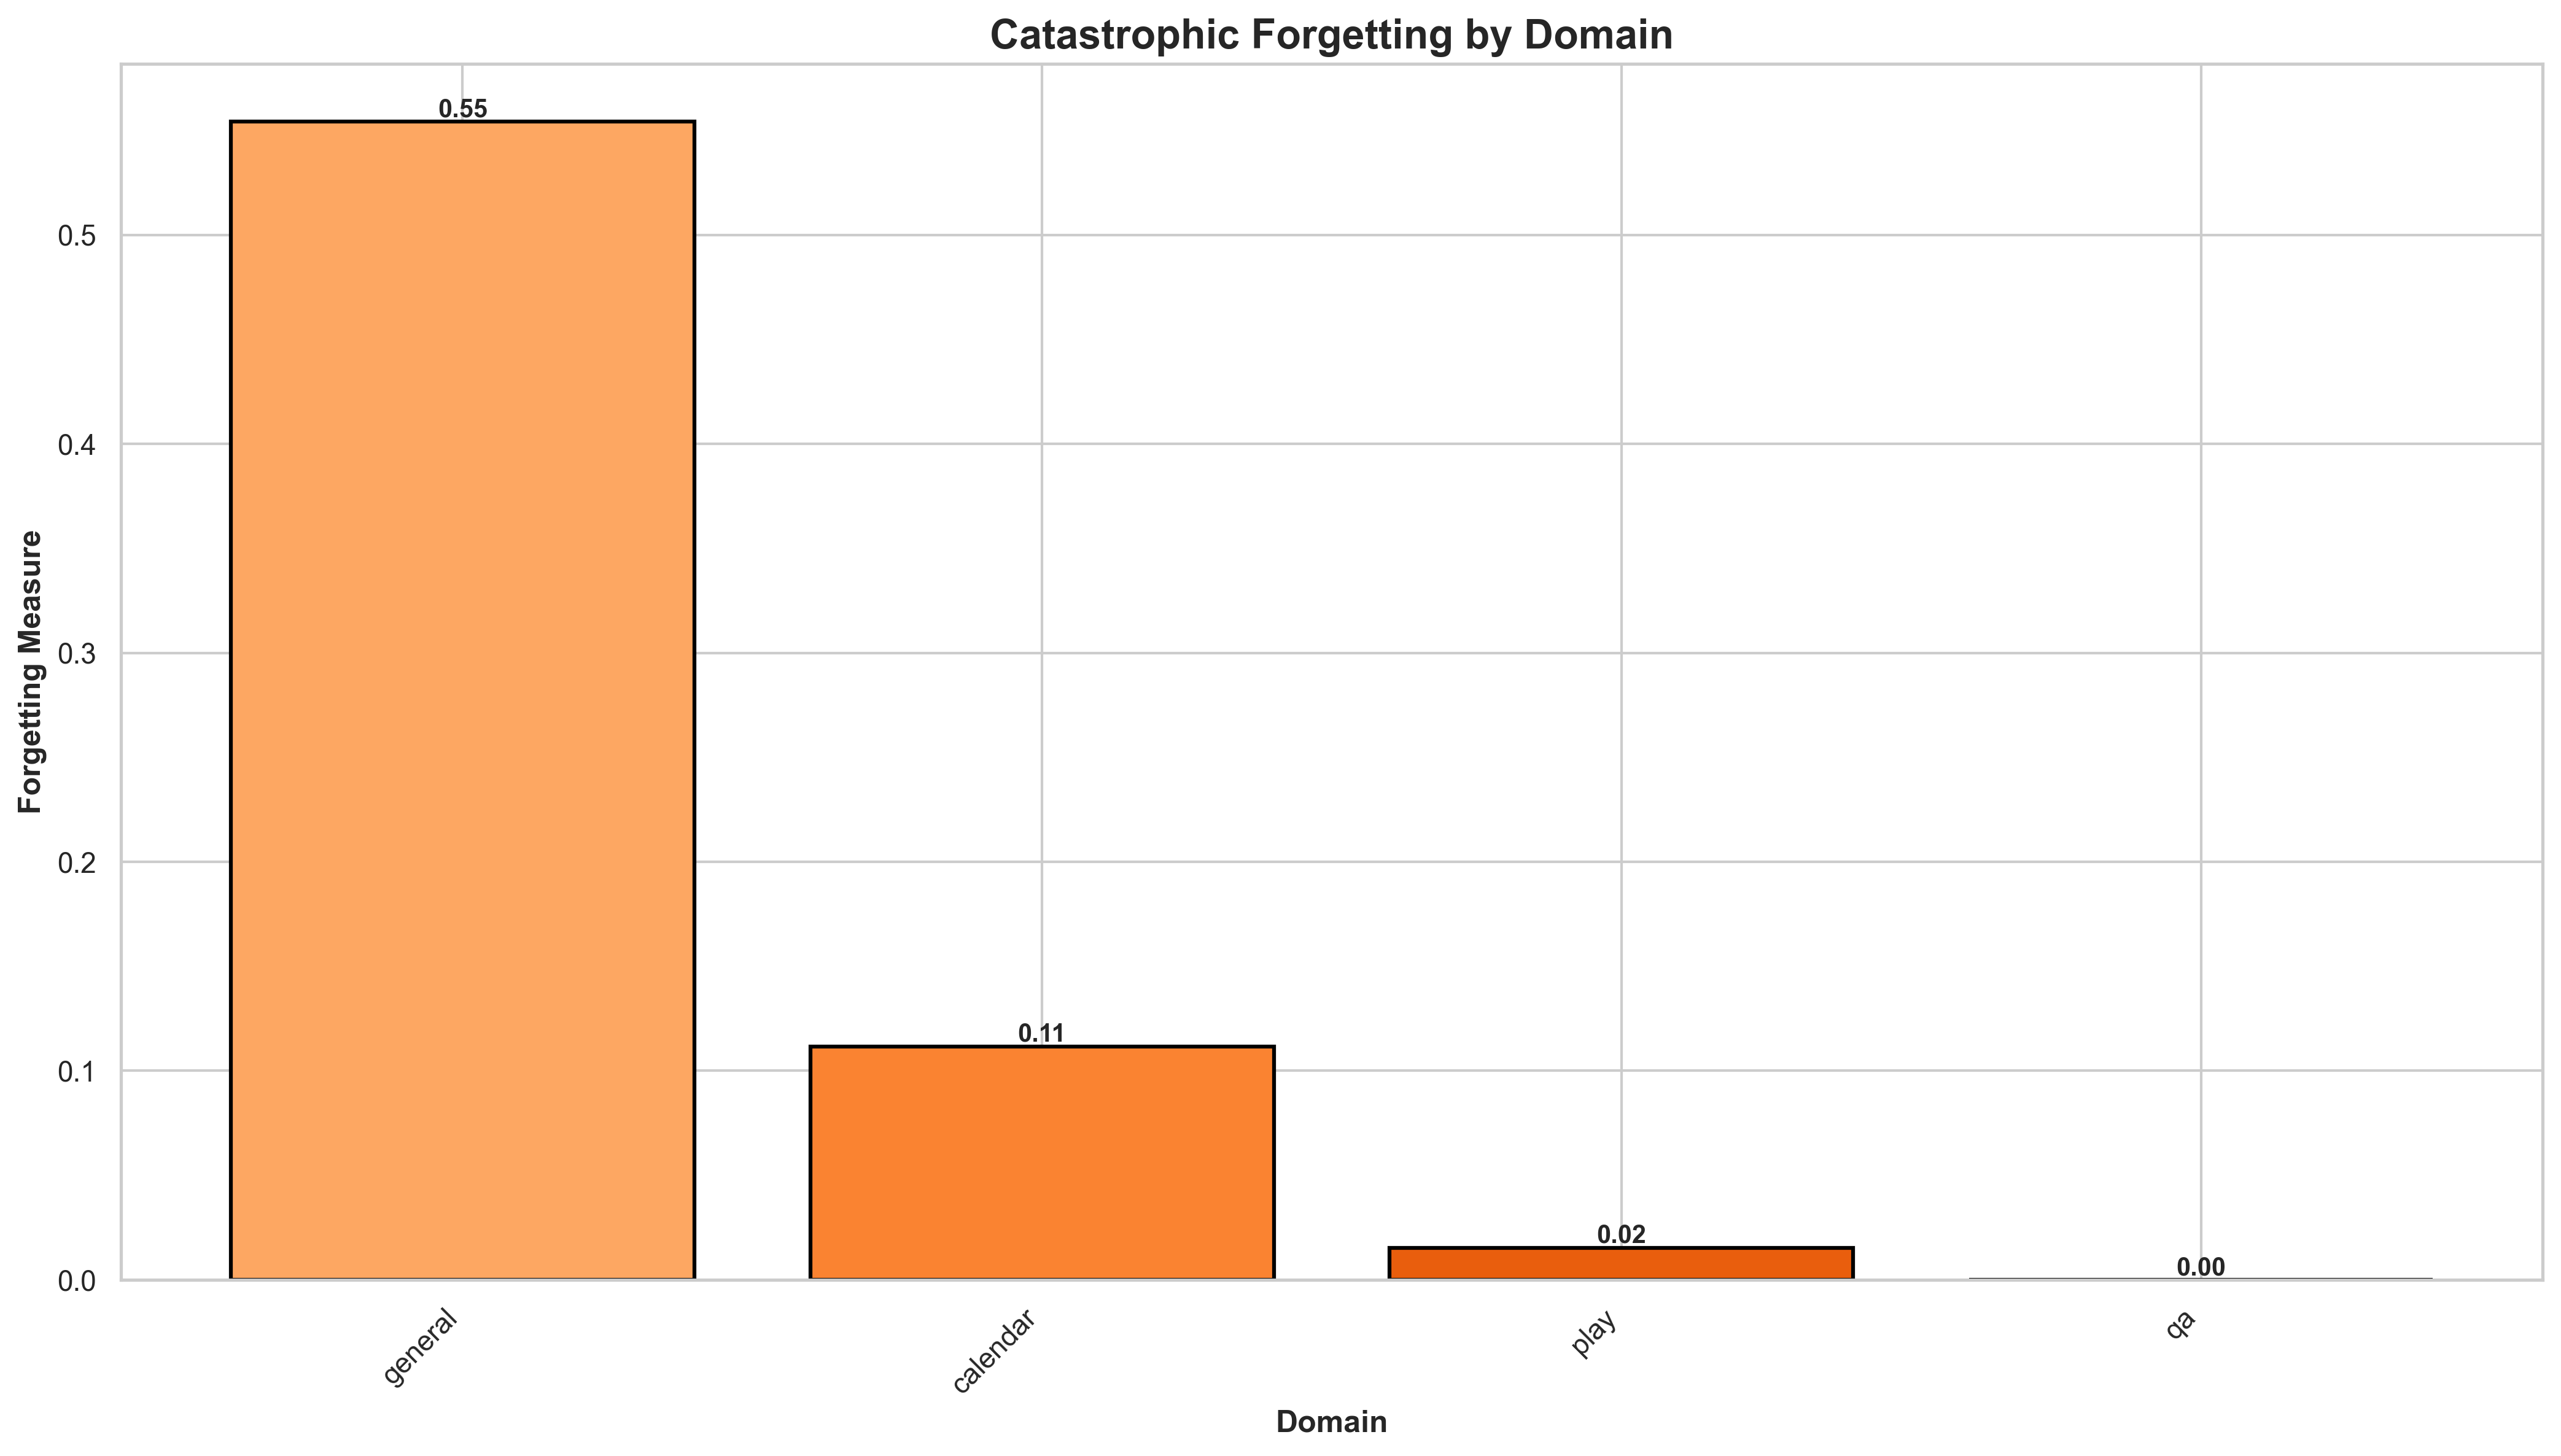 Catastrophic Forgetting by Domain
0.55
0.5
0.4
0.3
0.2
0.11
0.1
0.02
0.00
0.0
Forgetting Measure
general
calendar
play
qa
Domain